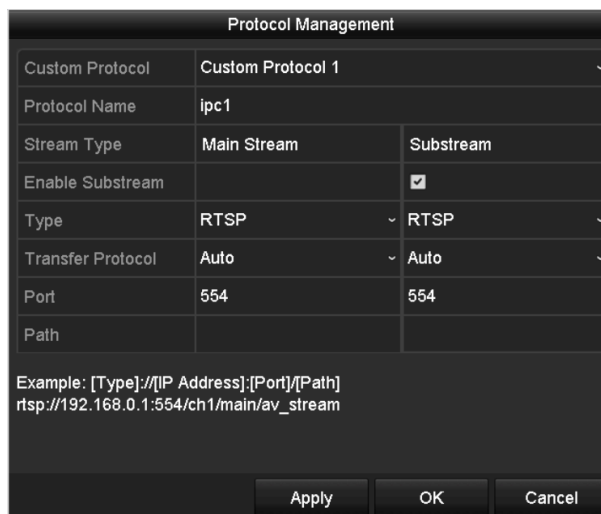 Protocol Management
Custom Protocol Custom Protocol 1
Protocol Name ipc1
Stream Type Main Stream Substream
Enable Substream
Type RTSP RTSP
Transfer Protocol Auto Auto
Port 554 554
Path
Example: [Type]://[IP Address]:[Port]/[Path]
rtsp://192.168.0.1:554/ch1/main/av_stream
Apply OK Cancel